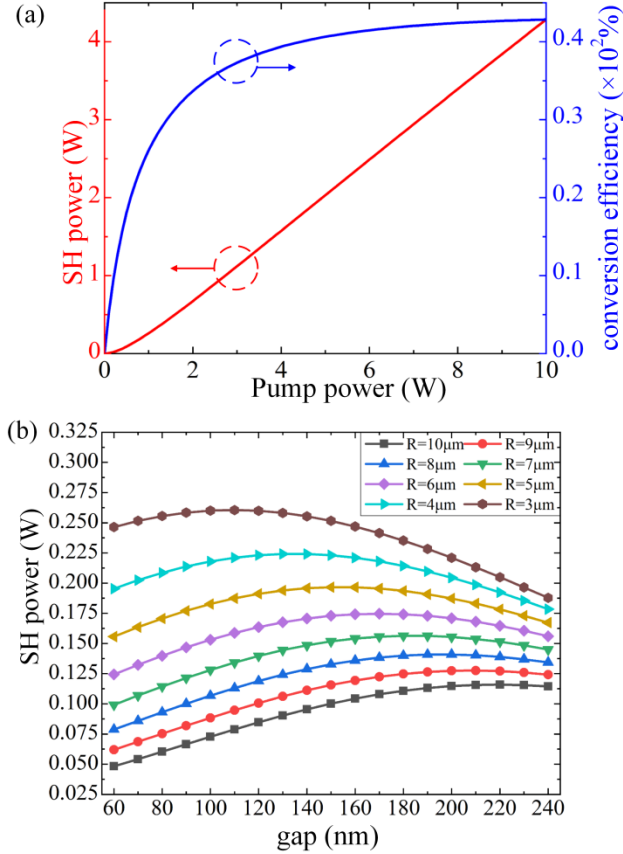 (a)
4
3
2
1
0
SH power (W)
0.4
0.3
0.2
0.1
0.0
conversion efficiency (×10²%)
0 2 4 6 8 10
Pump power (W)
(b)
0.325
0.300
0.275
0.250
0.225
0.200
0.175
0.150
0.125
0.100
0.075
0.050
0.025
SH power (W)
R=10μm R=9μm
R=8μm R=7μm
R=6μm R=5μm
R=4μm R=3μm
60 80 100 120 140 160 180 200 220 240
gap (nm)